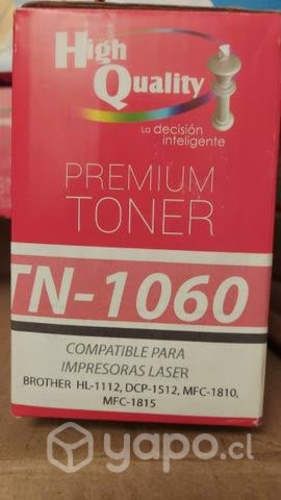 High
Quality
La decisión
inteligente
PREMIUM
TONER
TN-1060
COMPATIBLE PARA
IMPRESORAS LASER
BROTHER HL-1112, DCP-1512, MFC-1810,
MFC-1815
yapo.cl